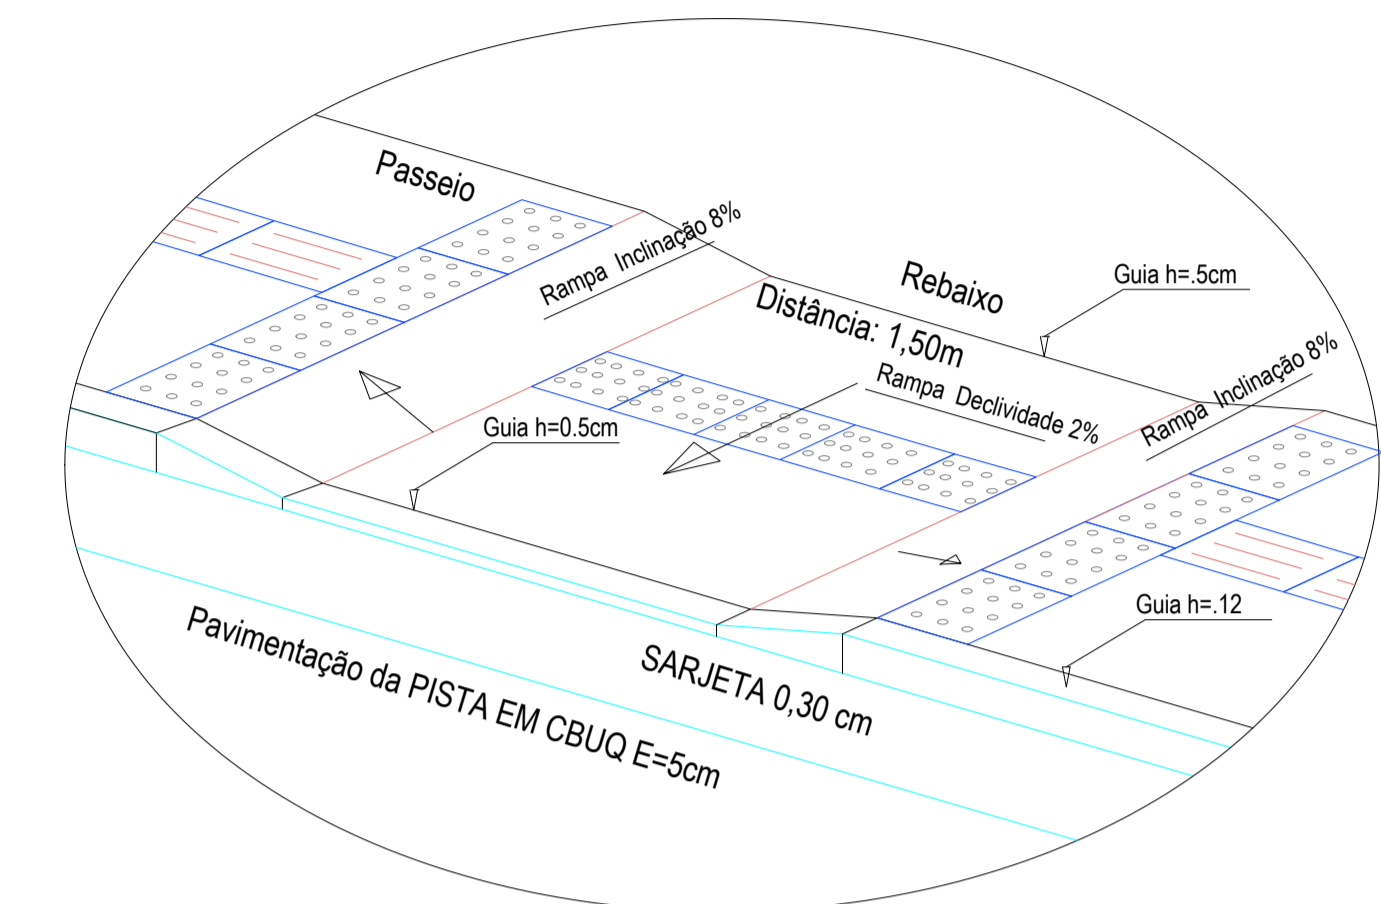 Passeio
Rampa Inclinação 8%
Rebaixo
Guia h=.5cm
Distância: 1,50m
Rampa Declividade 2%
Rampa Inclinação 8%
Guia h=0.5cm
Guia h=.12
SARJETA 0,30 cm
Pavimentação da PISTA EM CBUQ E=5cm